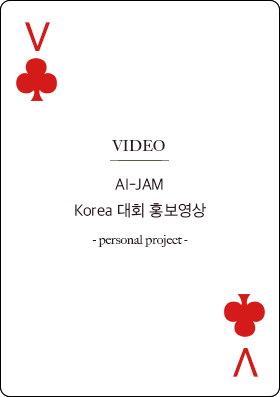 V
VIDEO
AI-JAM
Korea 대회 홍보영상
- personal project -
V